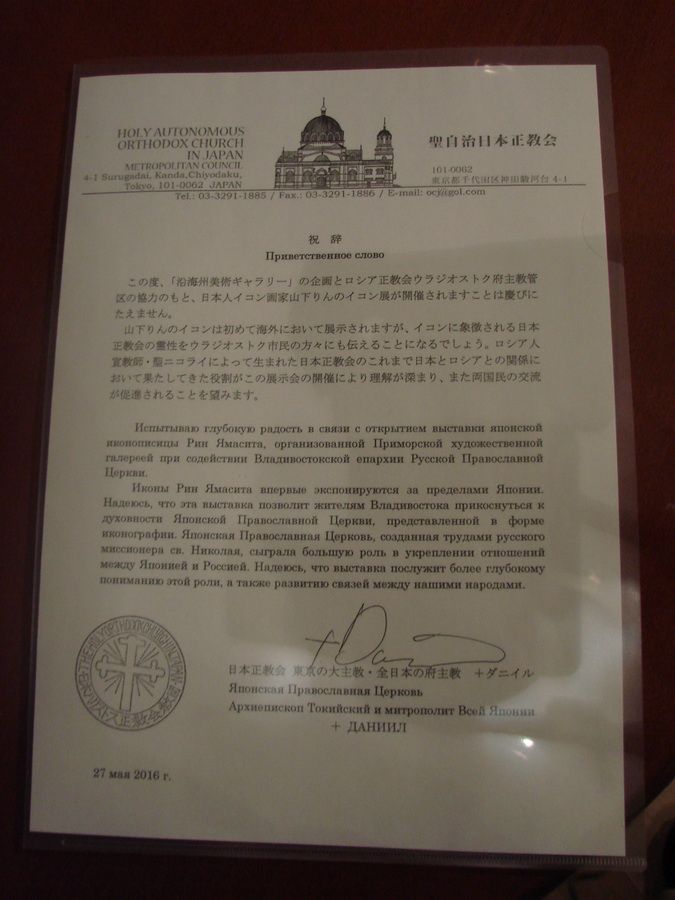 HOLY AUTONOMOUS
ORTHODOX CHURCH
IN JAPAN
METROPOLITAN COUNCIL
4-1 Surugadai, Kanda,Chiyodaku,
Tokyo, 101-0062 JAPAN
聖自治日本正教会
101-0062
東京都千代田区神田駿河台 4-1
Tel.: 03-3291-1885 / Fax.: 03-3291-1886 / E-mail: ocj@gol.com
祝 辞
Приветственное слово
この度、「沿海州美術ギャラリー」の企画とロシア正教会ウラジオストク府主教管
区の協力のもと、日本人イコン画家山下りんのイコン展が開催されますことは慶びに
たえません。
山下りんのイコンは初めて海外において展示されますが、イコンに象徴される日本
正教会の霊性をウラジオストク市民の方々にも伝えることになるでしょう。ロシア人
宣教師・聖ニコライによって生まれた日本正教会のこれまで日本とロシアとの関係に
おいて果たしてきた役割がこの展示会の開催により理解が深まり、また両国民の交流
が促進されることを望みます。
Испытываю глубокую радость в связи с открытием выставки японской
иконописицы Рин Ямасита, организованной Приморской художественной
галереей при содействии Владивостокской епархии Русской Православной
Церкви.
Иконы Рин Ямасита впервые экспонируются за пределами Японии.
Надеюсь, что эта выставка позволит жителям Владивостока прикоснуться к
духовности Японской Православной Церкви, представленной в форме
иконографии. Японская Православная Церковь, созданная трудами русского
миссионера св. Николая, сыграла большую роль в укреплении отношений
между Японией и Россией. Надеюсь, что выставка послужит более глубокому
пониманию этой роли, а также развитию связей между нашими народами.
日本正教会 東京の大主教・全日本の府主教 +ダニイル
Японская Православная Церковь
Архиепископ Токийский и митрополит Всей Японии
+ ДАНИИЛ
THE HOLY ORTHODOX CHURCH IN JAPAN
ハリストス正教会
27 мая 2016 г.